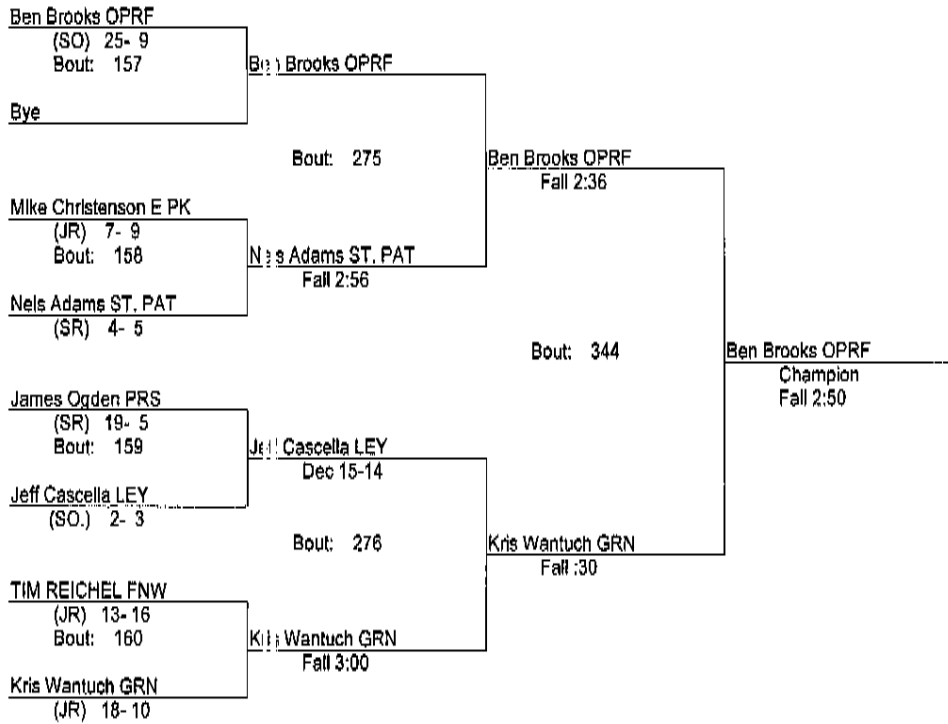 Ben Brooks OPRF
(SO) 25- 9
Bout: 157
Bye
Ben Brooks OPRF
Bout: 275
Mike Christenson E PK
(JR) 7- 9
Bout: 158
Nels Adams ST. PAT
(SR) 4- 5
Nels Adams ST. PAT
Fall 2:56
Ben Brooks OPRF
Fall 2:36
Bout: 344
Ben Brooks OPRF
Champion
Fall 2:50
James Ogden PRS
(SR) 19- 5
Bout: 159
Jeff Cascella LEY
(SO.) 2- 3
Jeff Cascella LEY
Dec 15-14
Bout: 276
Kris Wantuch GRN
Fall :30
TIM REICHEL FNW
(JR) 13- 16
Bout: 160
Kris Wantuch GRN
(JR) 18- 10
Kris Wantuch GRN
Fall 3:00